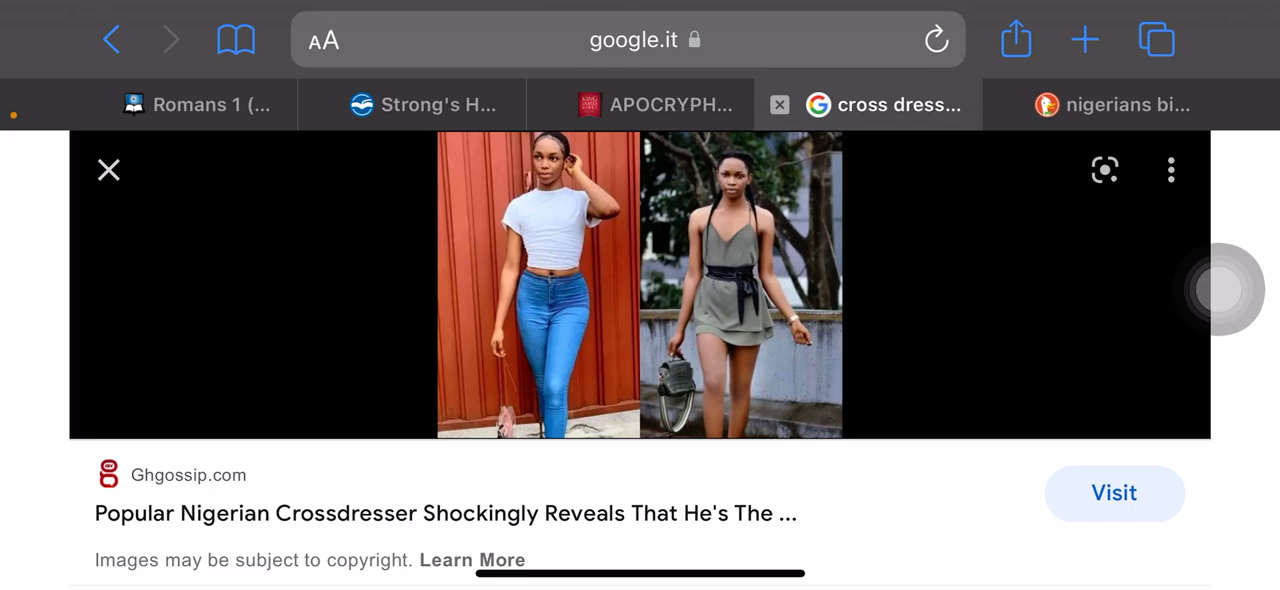 AA google.it
Romans 1 (...
Strong's H...
APOCRYPH...
cross dress...
nigerians bi...
Ghgossip.com
Visit
Popular Nigerian Crossdresser Shockingly Reveals That He's The ...
Images may be subject to copyright. Learn More